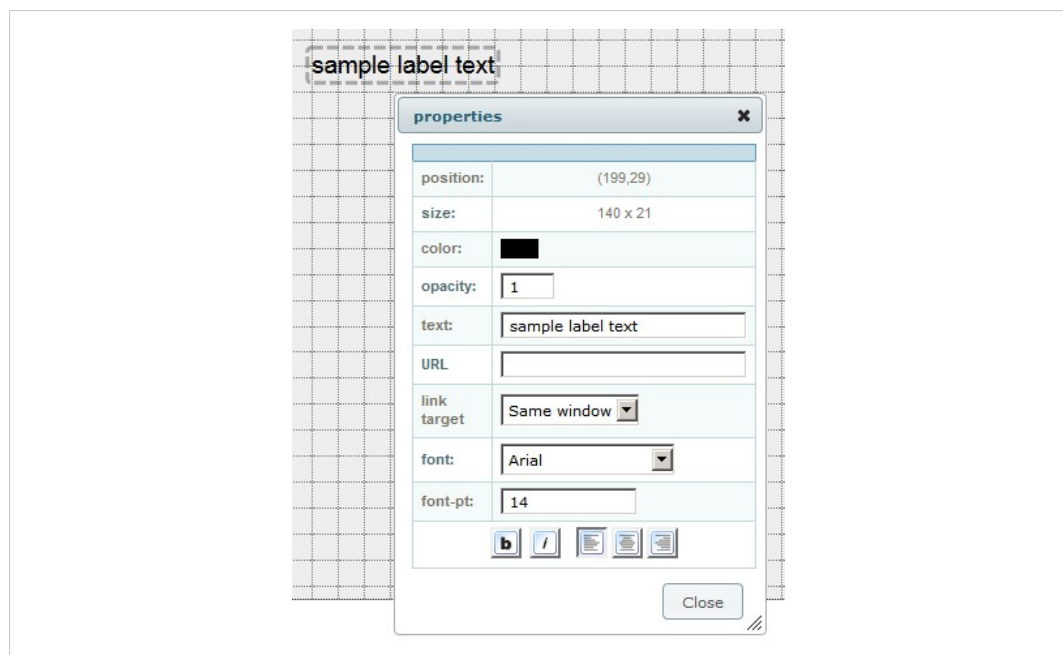 sample label text
properties
position: (199,29)
size: 140 x 21
color:
opacity: 1
text: sample label text
URL
link
target Same window
font: Arial
font-pt: 14
b i
Close